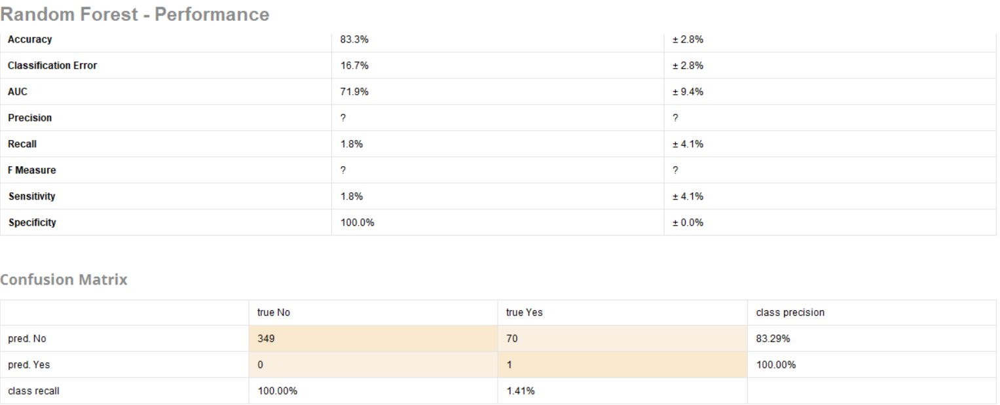 Random Forest - Performance
Accuracy 83.3% ± 2.8%
Classification Error 16.7% ± 2.8%
AUC 71.9% ± 9.4%
Precision ? ?
Recall 1.8% ± 4.1%
F Measure ? ?
Sensitivity 1.8% ± 4.1%
Specificity 100.0% ± 0.0%
Confusion Matrix
true No true Yes class precision
pred. No 349 70 83.29%
pred. Yes 0 1 100.00%
class recall 100.00% 1.41%